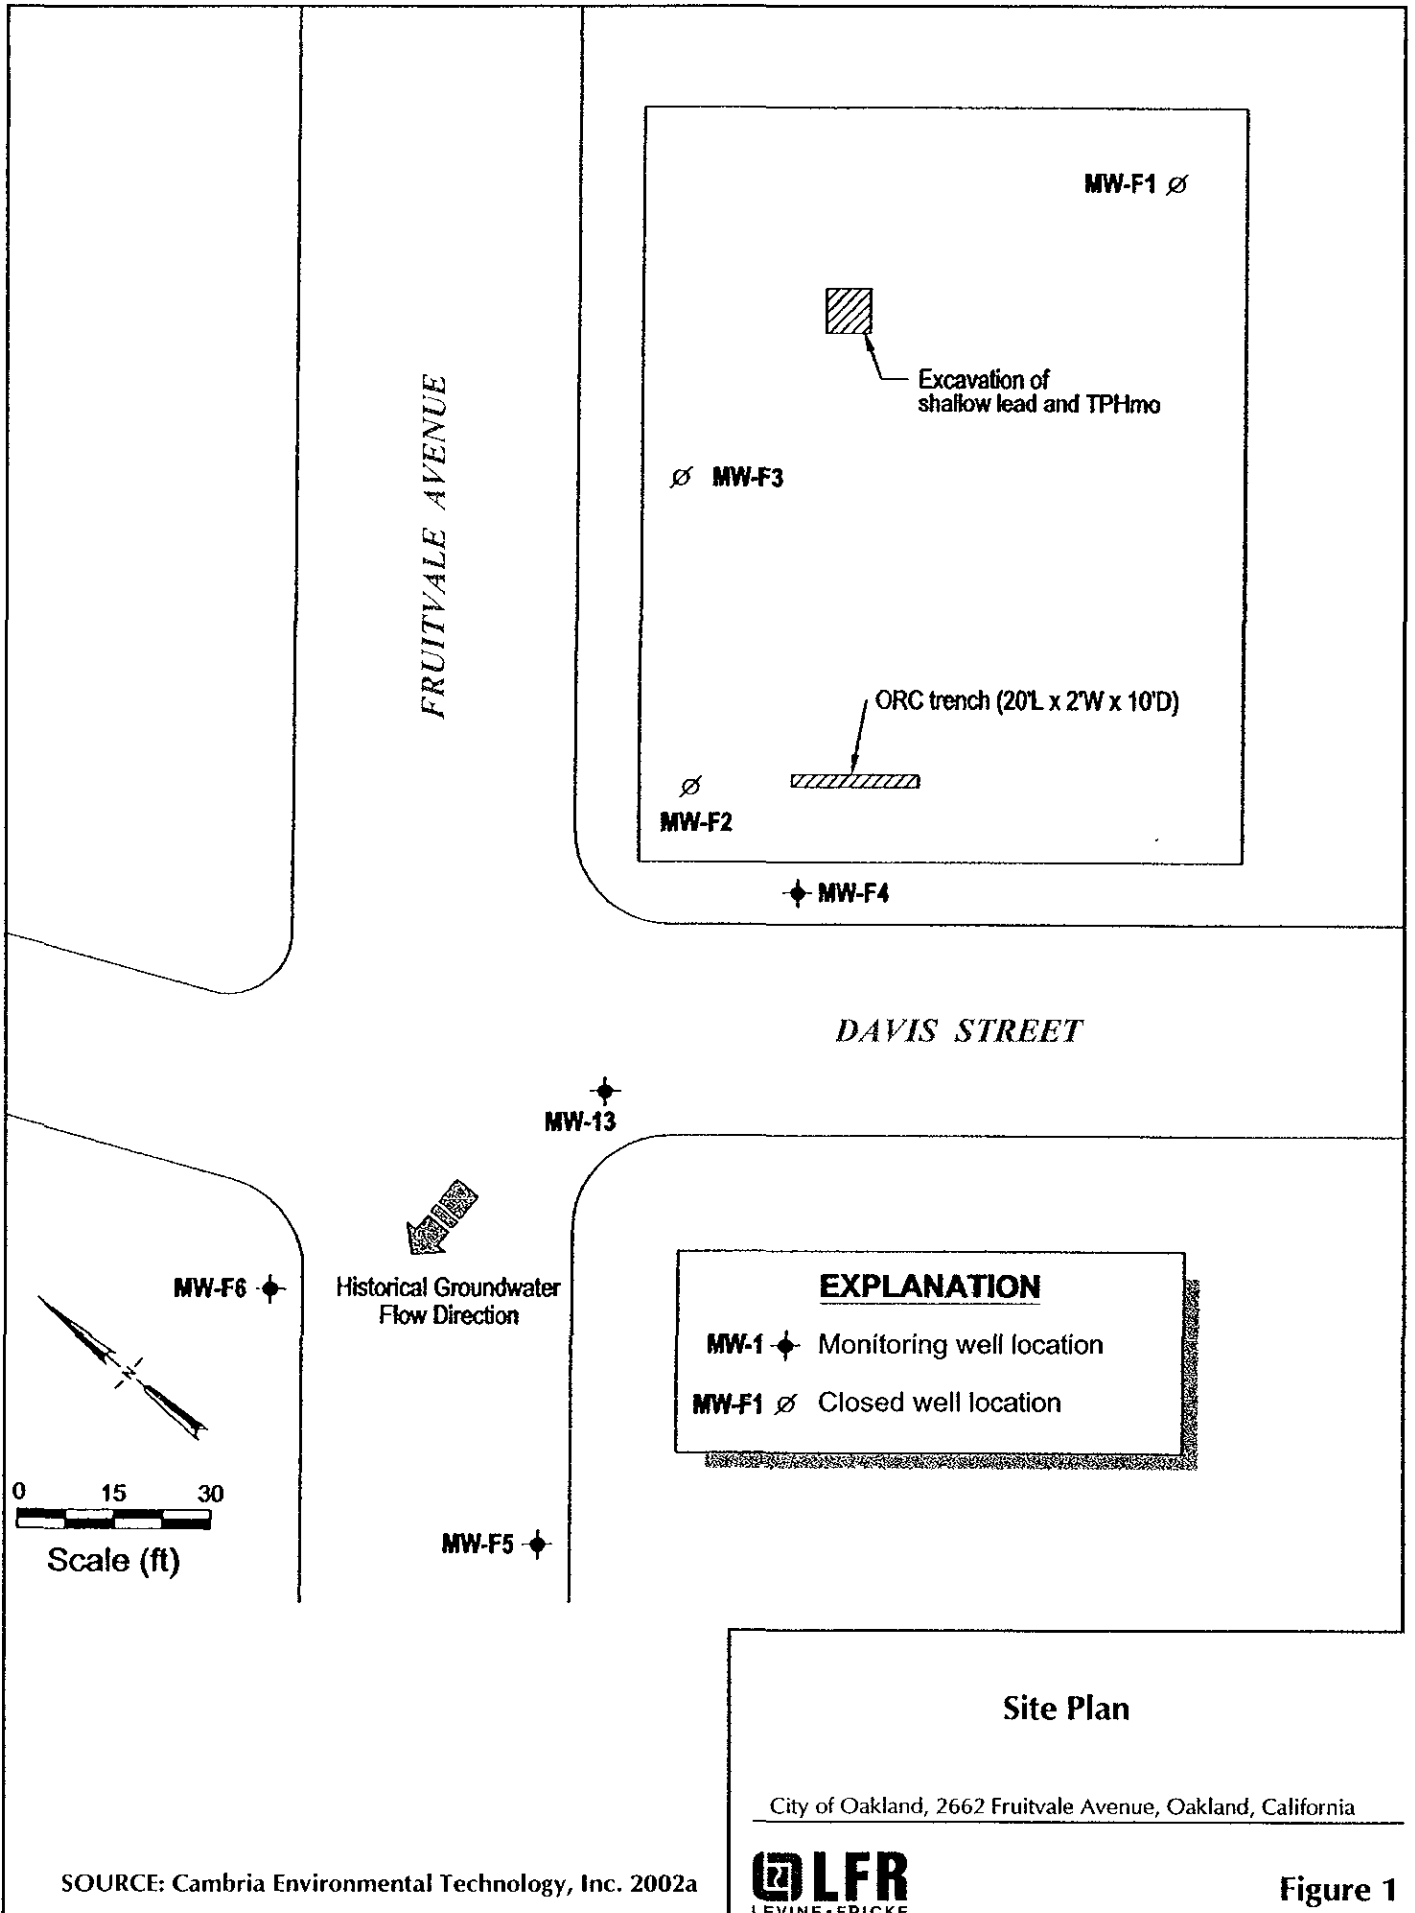 MW-F1
Excavation of
shallow lead and TPHmo
FRUITVALE AVENUE
MW-F3
ORC trench (20'L x 2'W x 10'D)
MW-F2
MW-F4
DAVIS STREET
MW-13
MW-F6
Historical Groundwater
Flow Direction
EXPLANATION
MW-1 Monitoring well location
MW-F1 Closed well location
N
0 15 30
Scale (ft)
MW-F5
Site Plan
City of Oakland, 2662 Fruitvale Avenue, Oakland, California
SOURCE: Cambria Environmental Technology, Inc. 2002a
LFR
LEVINE·FRICKE
Figure 1